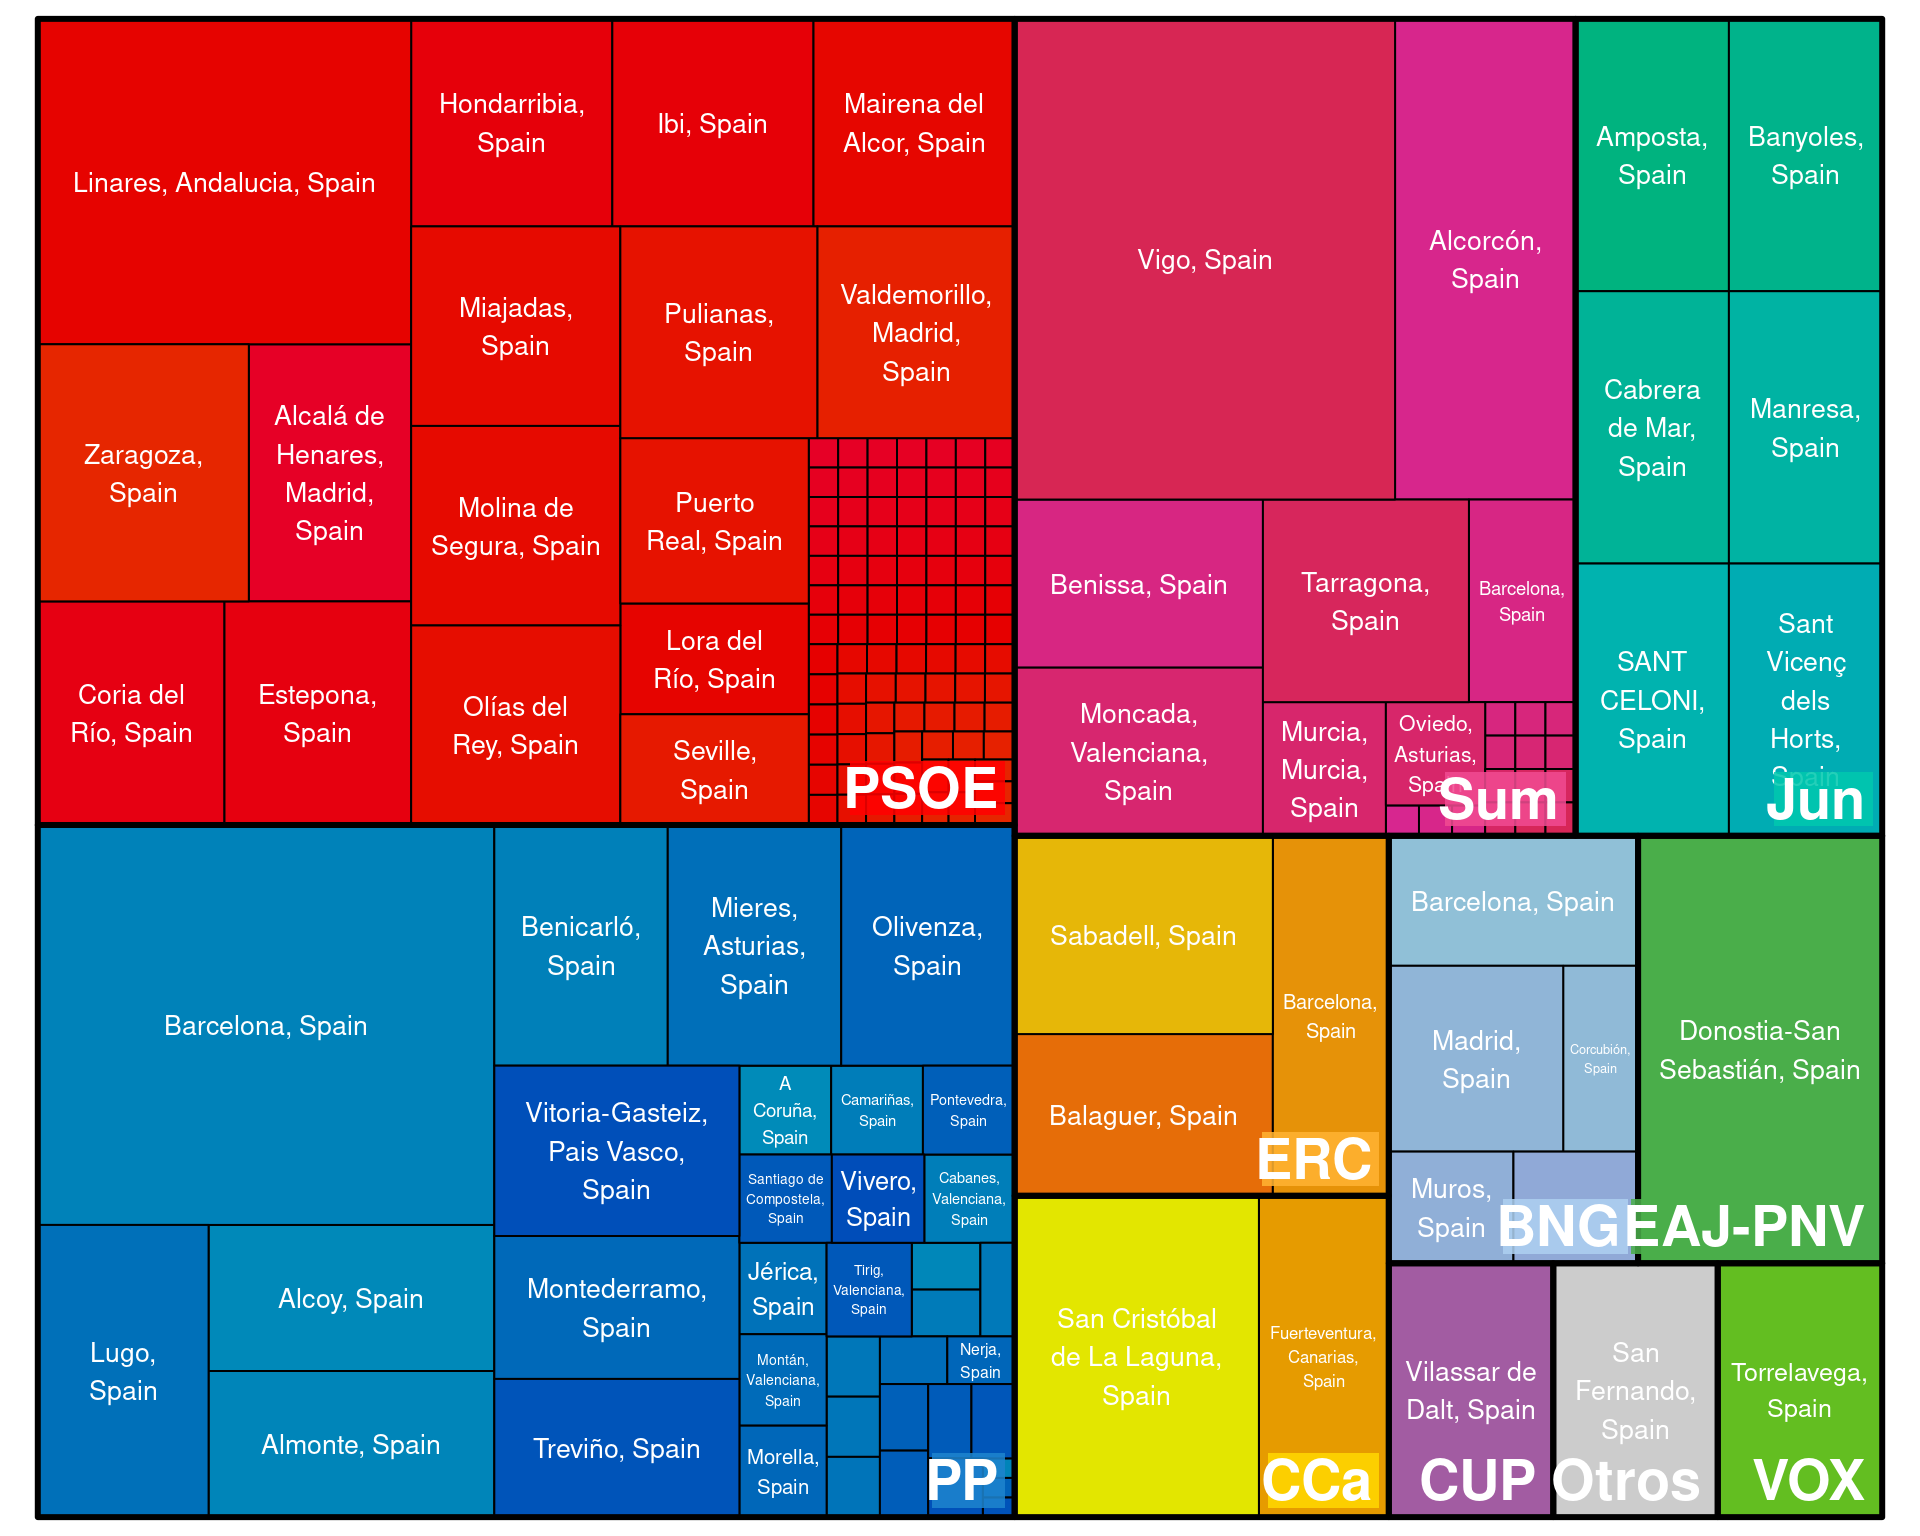 Linares, Andalucia, Spain
Hondarribia,
Spain
Ibi, Spain
Mairena del
Alcor, Spain
Miajadas,
Spain
Pulianas,
Spain
Valdemorillo,
Madrid,
Spain
Zaragoza,
Spain
Alcalá de
Henares,
Madrid,
Spain
Molina de
Segura, Spain
Puerto
Real, Spain
Coria del
Río, Spain
Estepona,
Spain
Olías del
Rey, Spain
Lora del
Río, Spain
Seville,
Spain
PSOE
Vigo, Spain
Alcorcón,
Spain
Benissa, Spain
Tarragona,
Spain
Barcelona,
Spain
Moncada,
Valenciana,
Spain
Murcia,
Murcia,
Spain
Oviedo,
Asturias,
Spain
Sum
Amposta,
Spain
Banyoles,
Spain
Cabrera
de Mar,
Spain
Manresa,
Spain
SANT
CELONI,
Spain
Sant
Vicenç
dels
Horts,
Spain
Jun
Barcelona, Spain
Benicarló,
Spain
Mieres,
Asturias,
Spain
Olivenza,
Spain
Vitoria-Gasteiz,
Pais Vasco,
Spain
A
Coruña,
Spain
Camariñas,
Spain
Pontevedra,
Spain
Santiago de
Compostela,
Spain
Vivero,
Spain
Cabanes,
Valenciana,
Spain
Lugo,
Spain
Alcoy, Spain
Almonte, Spain
Montederramo,
Spain
Treviño, Spain
Jérica,
Spain
Tirig,
Valenciana,
Spain
Montán,
Valenciana,
Spain
Nerja,
Spain
Morella,
Spain
PP
Sabadell, Spain
Barcelona,
Spain
Balaguer, Spain
ERC
San Cristóbal
de La Laguna,
Spain
Fuerteventura,
Canarias,
Spain
CCa
Barcelona, Spain
Madrid,
Spain
Corcubión,
Spain
Muros,
Spain
BNG
Donostia-San
Sebastián, Spain
EAJ-PNV
Vilassar de
Dalt, Spain
CUP
San
Fernando,
Spain
Otros
Torrelavega,
Spain
VOX